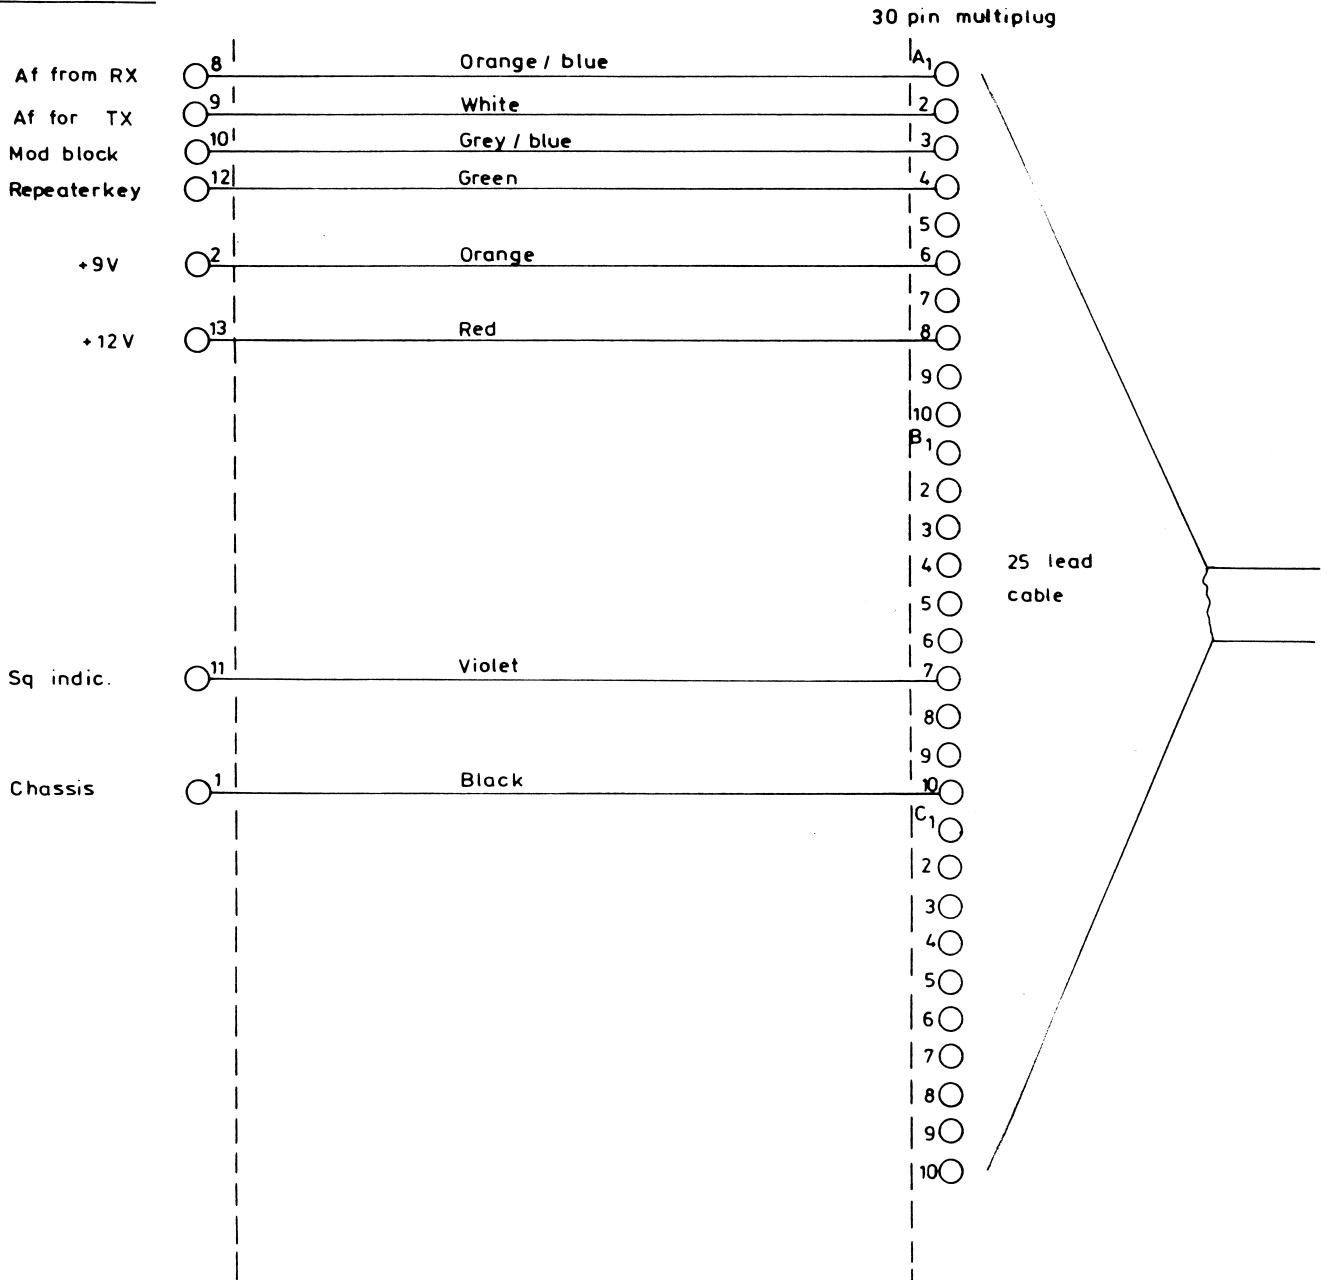 30 pin multiplug
Af from RX 8 Orange / blue A1
Af for TX 9 White 2
Mod block 10 Grey / blue 3
Repeaterkey 12 Green 4
5
+9V 2 Orange 6
7
+12V 13 Red 8
9
10
B1
2
3
4 25 lead
5 cable
6
Sq indic. 11 Violet 7
8
9
Chassis 1 Black 10
C1
2
3
4
5
6
7
8
9
10